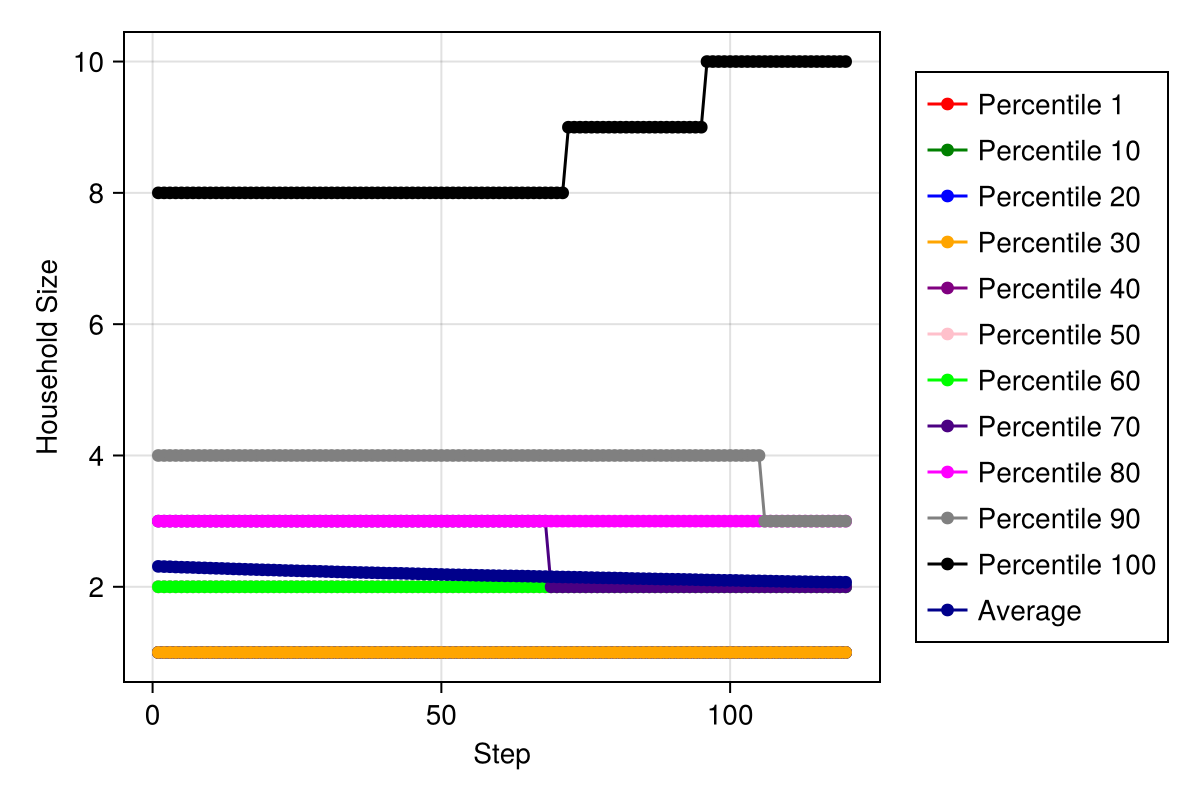 10
8
6
4
2
Household Size
0
50
100
Step
Percentile 1
Percentile 10
Percentile 20
Percentile 30
Percentile 40
Percentile 50
Percentile 60
Percentile 70
Percentile 80
Percentile 90
Percentile 100
Average